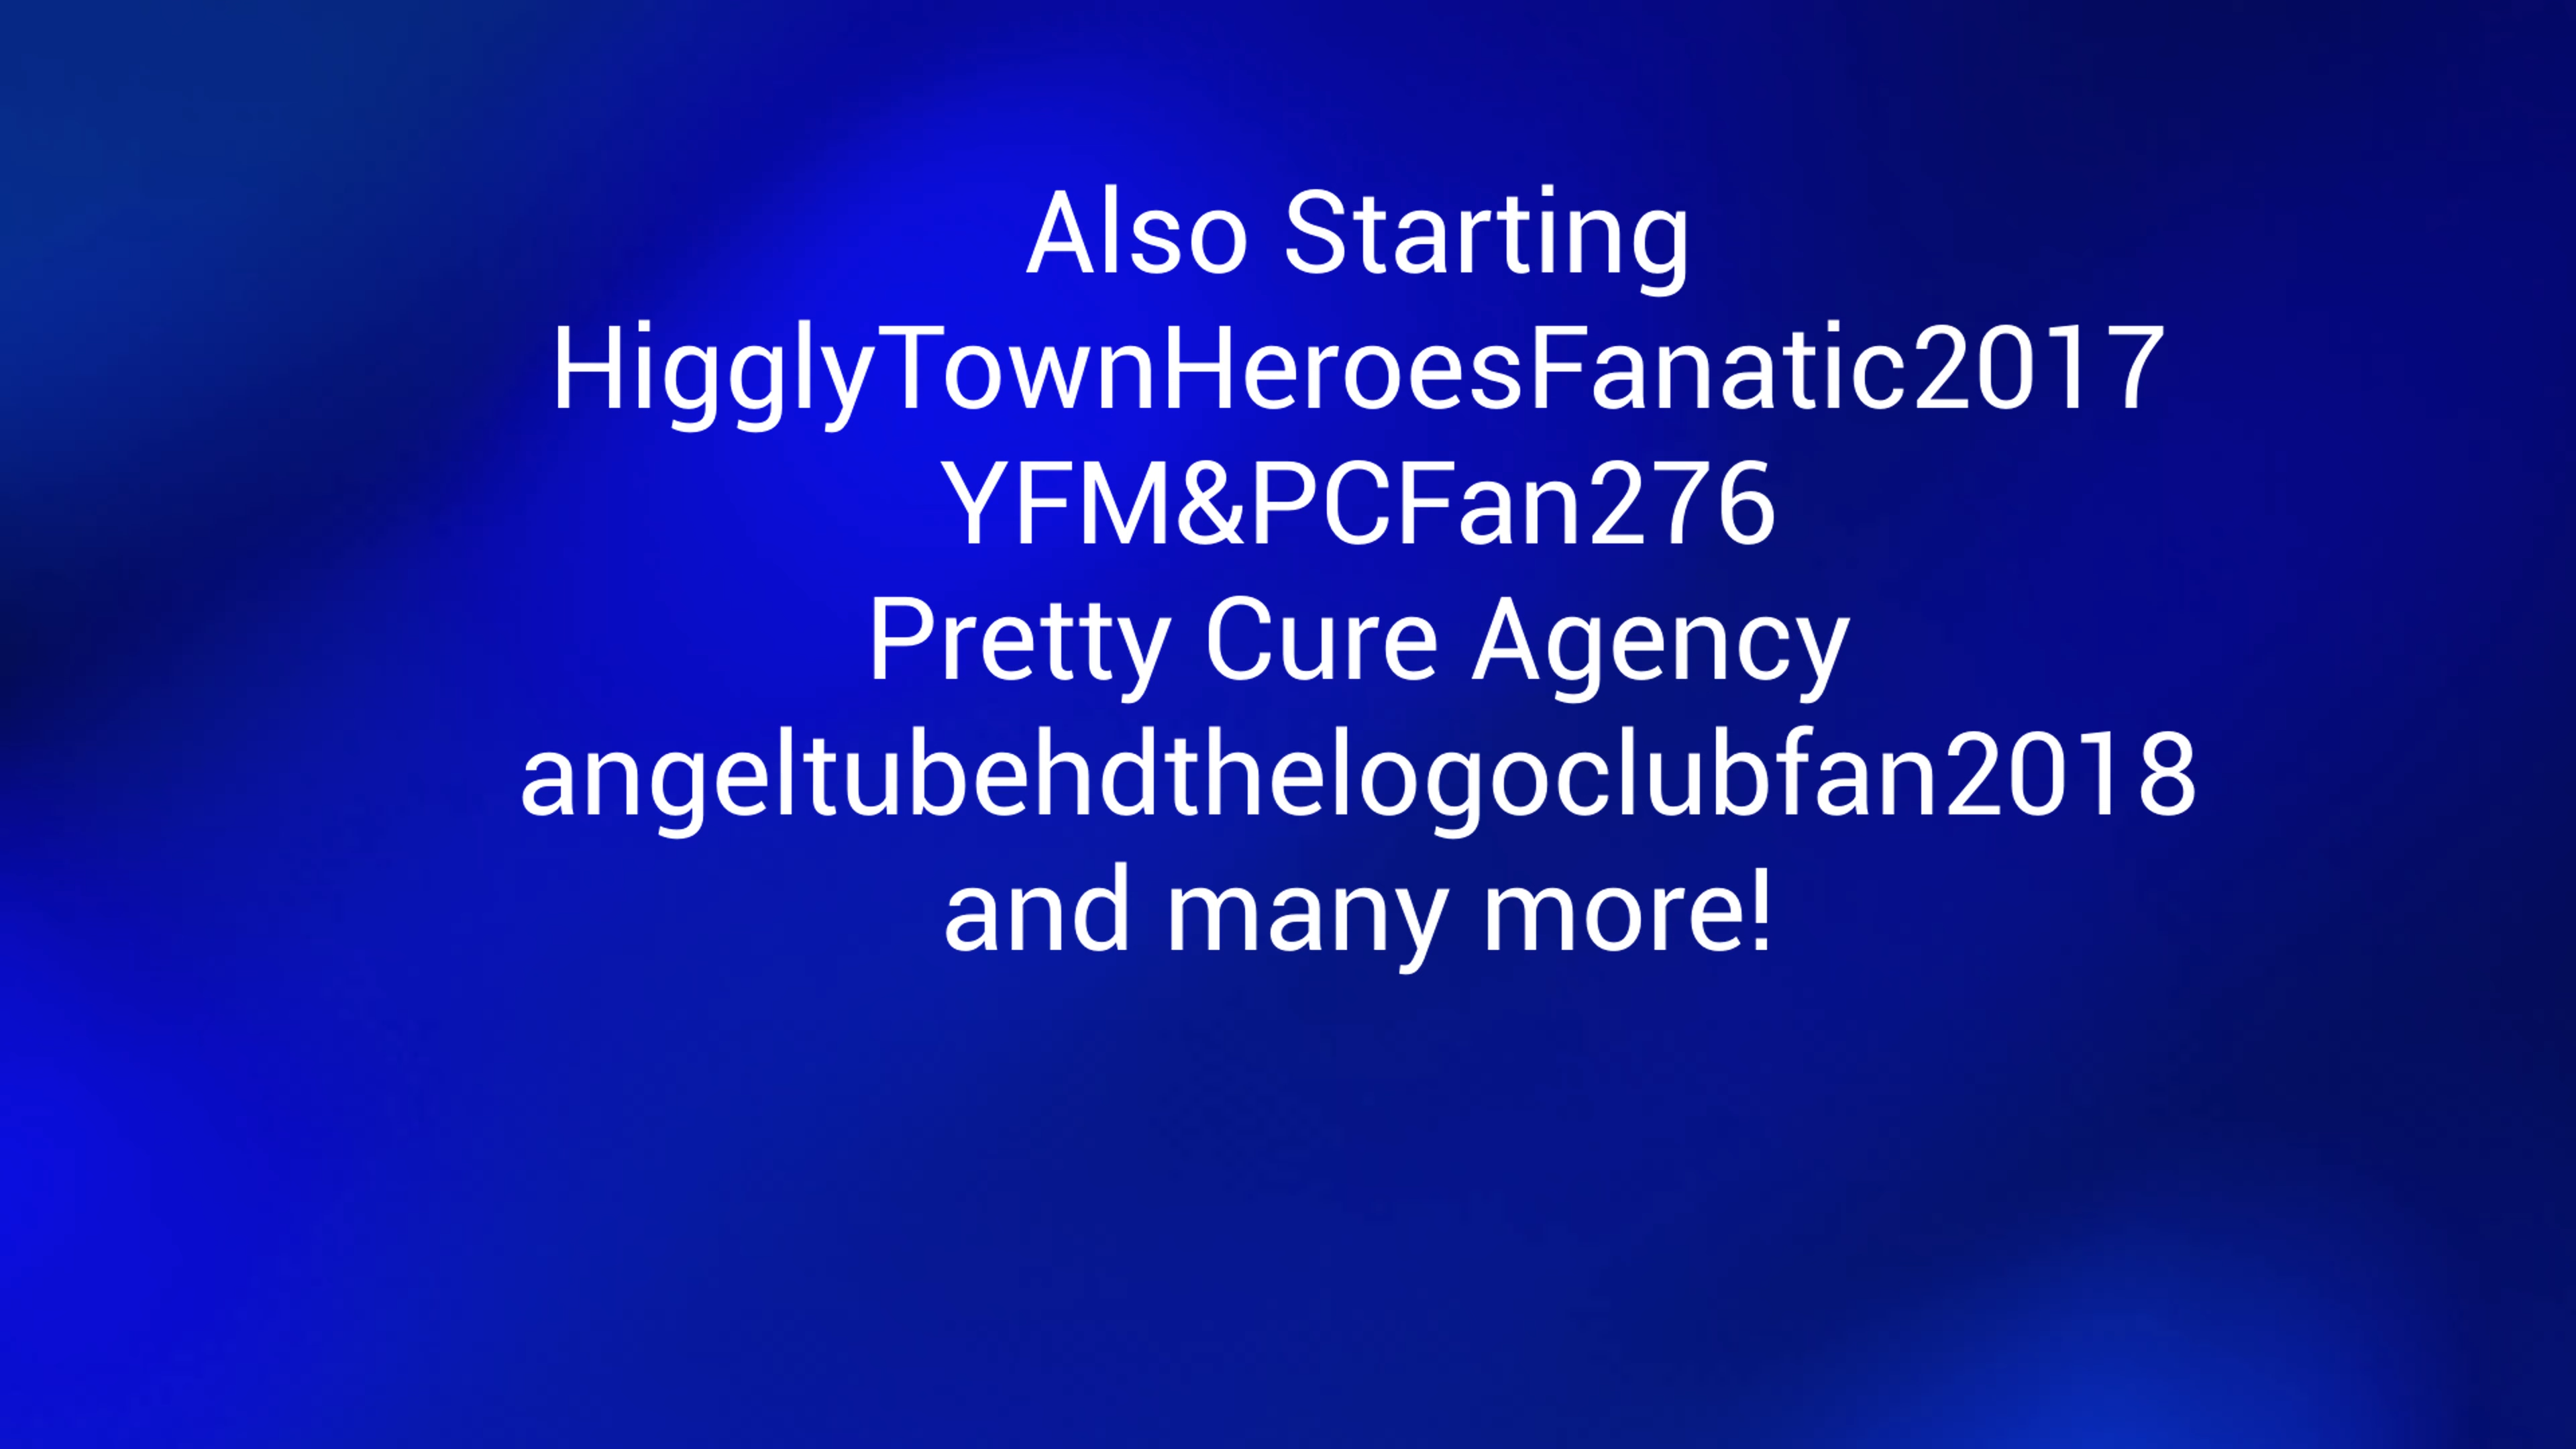 Also Starting
HigglyTownHeroesFanatic2017
YFM&PCFan276
Pretty Cure Agency
angeltubehdthelogoclubfan2018
and many more!